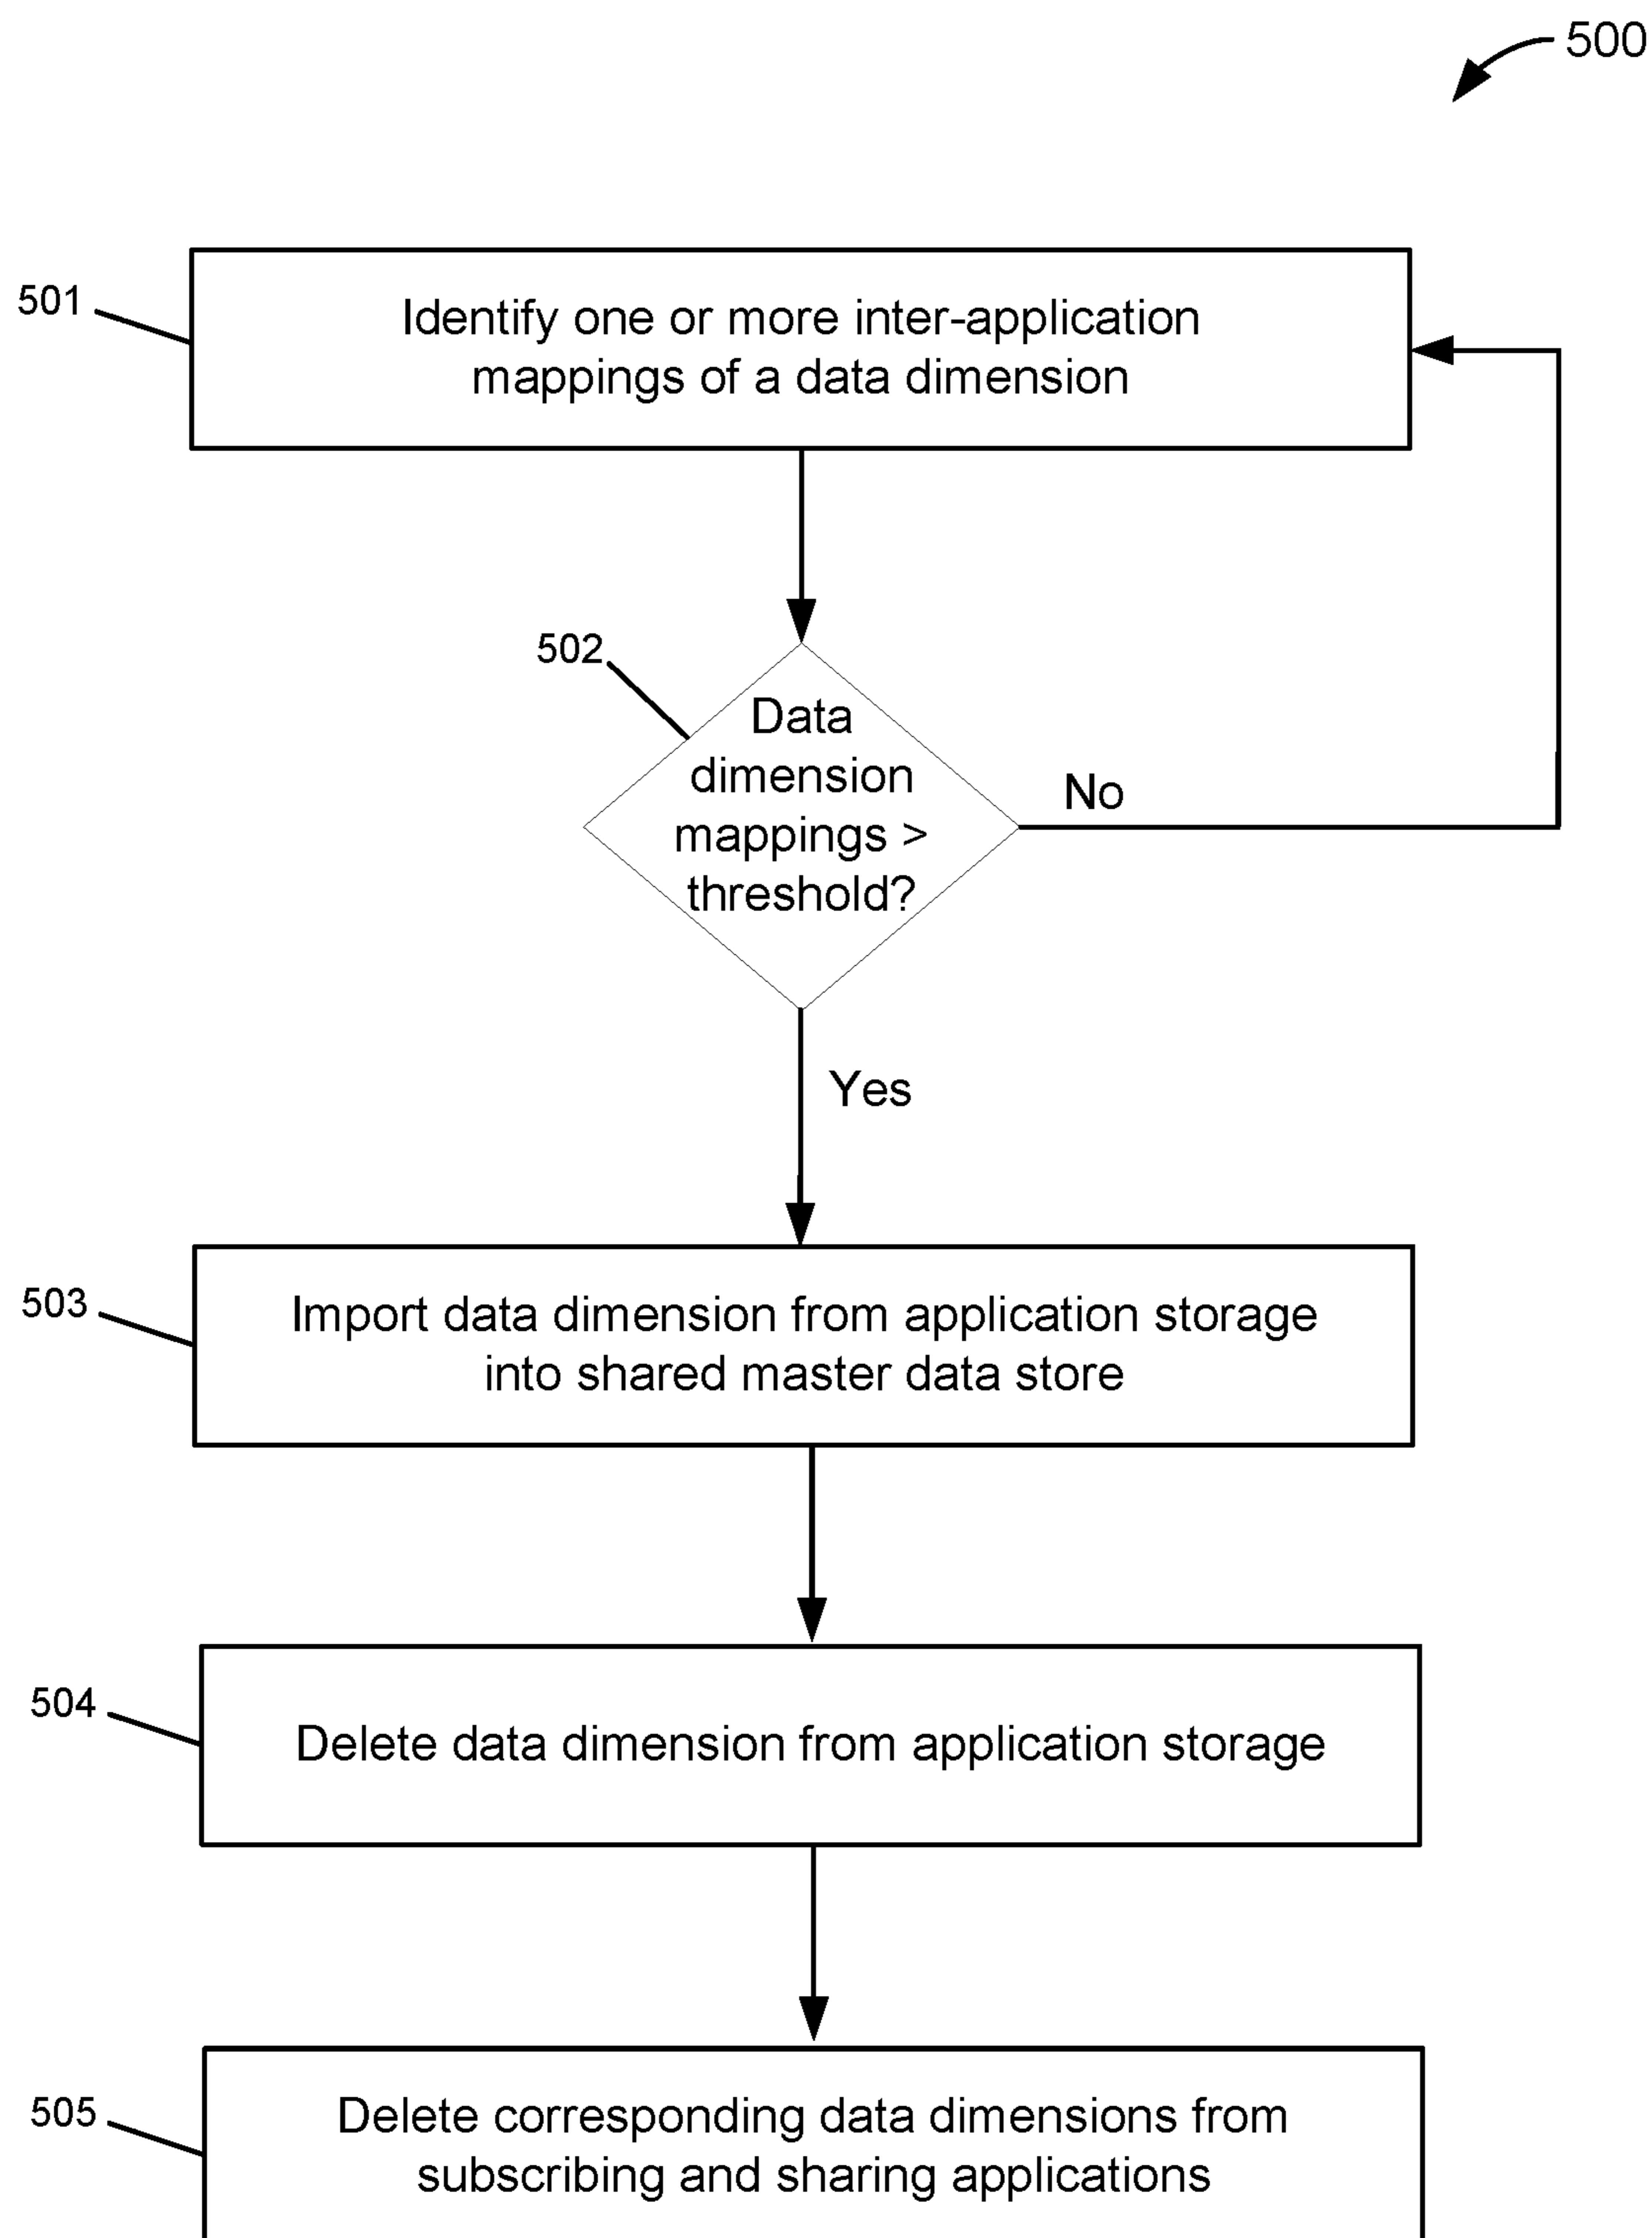 500
501
Identify one or more inter-application
mappings of a data dimension
502
Data
dimension
mappings >
threshold?
No
Yes
503
Import data dimension from application storage
into shared master data store
504
Delete data dimension from application storage
505
Delete corresponding data dimensions from
subscribing and sharing applications